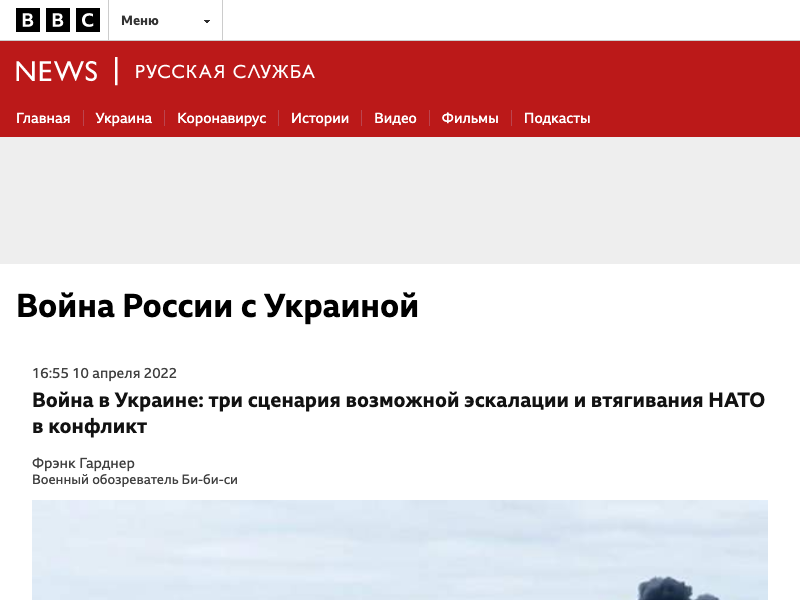 BBC Меню
NEWS | РУССКАЯ СЛУЖБА
Главная Украина Коронавирус Истории Видео Фильмы Подкасты
Война России с Украиной
16:55 10 апреля 2022
Война в Украине: три сценария возможной эскалации и втягивания НАТО
в конфликт
Фрэнк Гарднер
Военный обозреватель Би-би-си